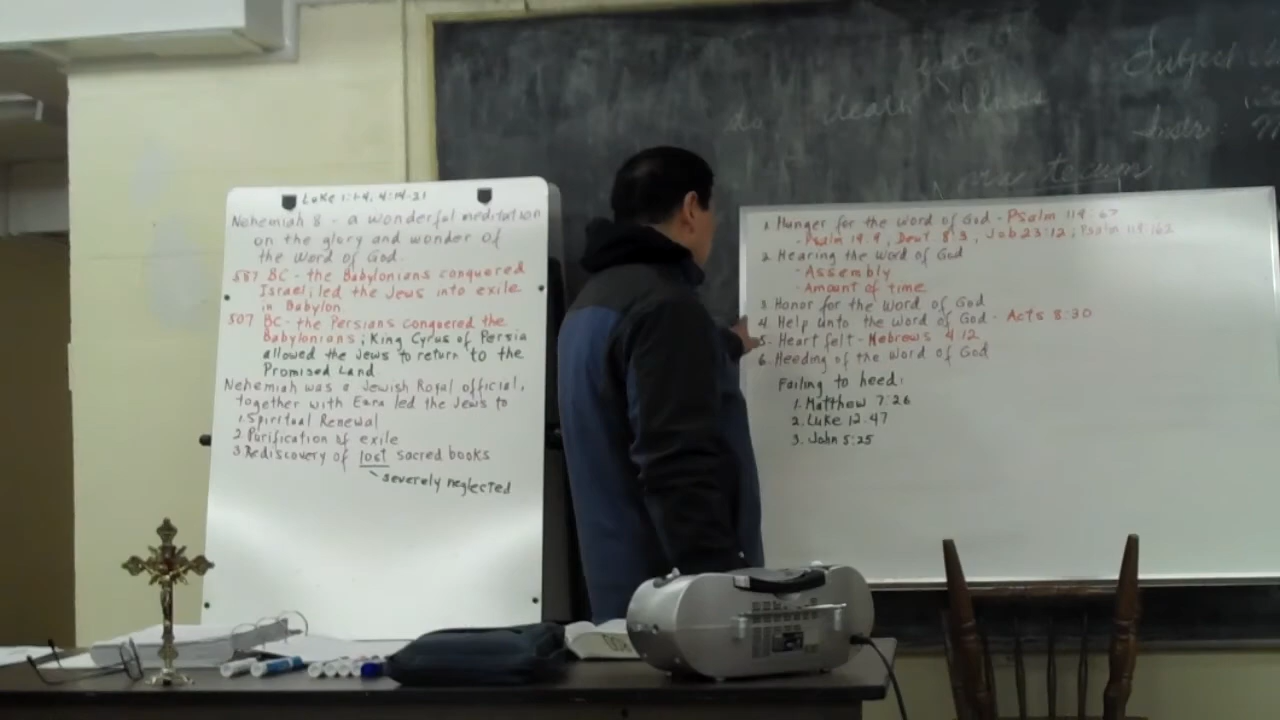 Luke 1:1-4, 4:14-21
Nehemiah 8 - a wonderful meditation
on the glory and wonder of
the Word of God.
587 BC - the Babylonians conquered
Israel; led the Jews into exile
in Babylon
507 BC - the Persians conquered the
Babylonians; King Cyrus of Persia
allowed the Jews to return to the
Promised Land.
Nehemiah was a Jewish Royal official,
together with Ezra led the Jews to
1. Spiritual Renewal
2. Purification of exile
3. Rediscovery of lost sacred books
severely neglected
1. Hunger for the Word of God - Psalm 119:67
- Psalm 19:9, Deut 8:3, Job 23:12; Psalm 119:162
2. Hearing the Word of God
- Assembly
- Amount of time
3. Honor for the Word of God
4. Help unto the Word of God - Acts 8:30
5. Heart felt - Hebrews 4:12
6. Heeding of the Word of God
Failing to heed:
1. Matthew 7:26
2. Luke 12:47
3. John 5:25
Subject
do death
Instr: